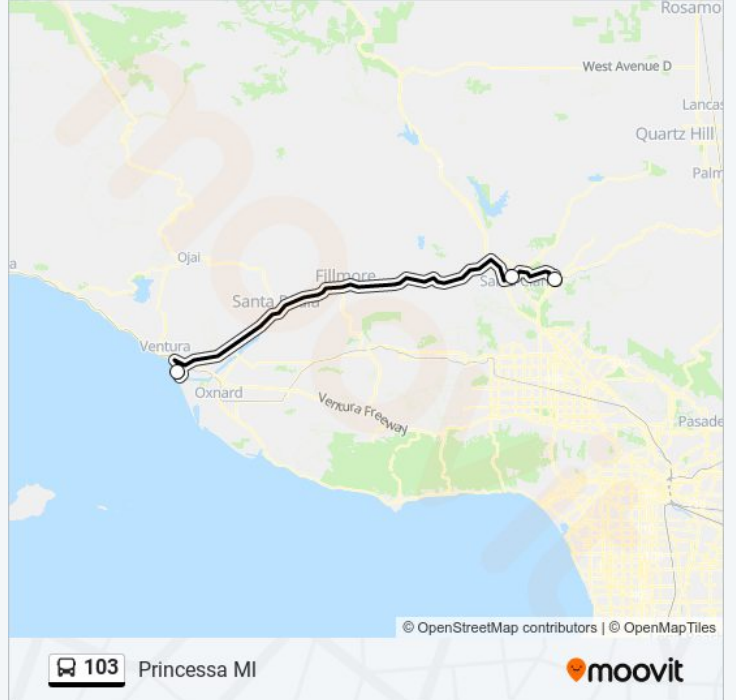 Rosamo
West Avenue D
Lancas
Quartz Hill
Palm
Ojai
a
Fillmore
Santa Paula
Ventura
Oxnard
Ventura Freeway
Pasade
moovit
© OpenStreetMap contributors | © OpenMapTiles
103 Princessa Ml
moovit